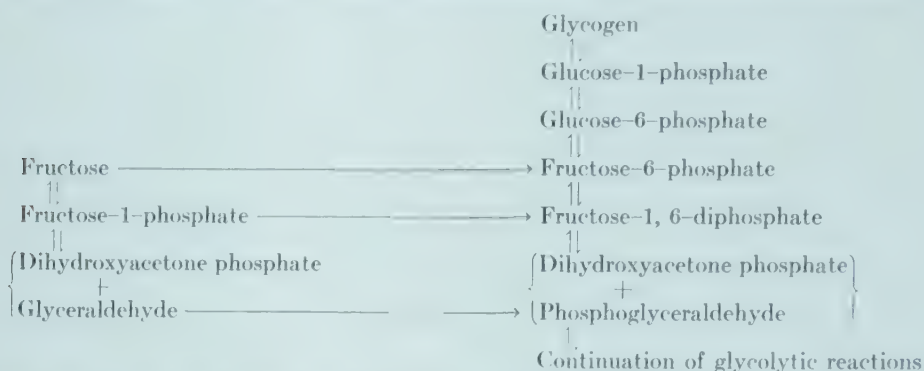 Glycogen
Glucose-1-phosphate
Glucose-6-phosphate
Fructose Fructose-6-phosphate
Fructose-1-phosphate Fructose-1, 6-diphosphate
Dihydroxyacetone phosphate Dihydroxyacetone phosphate
+ +
Glyceraldehyde Phosphoglyceraldehyde
Continuation of glycolytic reactions